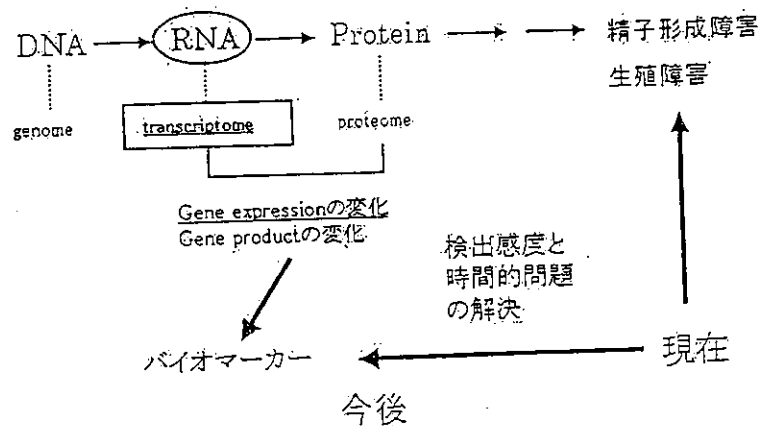 DNA → RNA → Protein → → 精子形成障害
生殖障害
genome transcriptome proteome
Gene expressionの変化
Gene productの変化
検出感度と
時間的問題
の解決
バイオマーカー
現在
今後